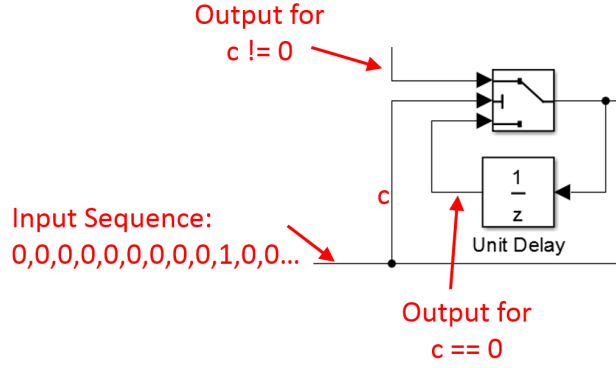 Output for
c != 0
1
z
Unit Delay
c
Input Sequence:
0,0,0,0,0,0,0,0,0,1,0,0...
Output for
c == 0